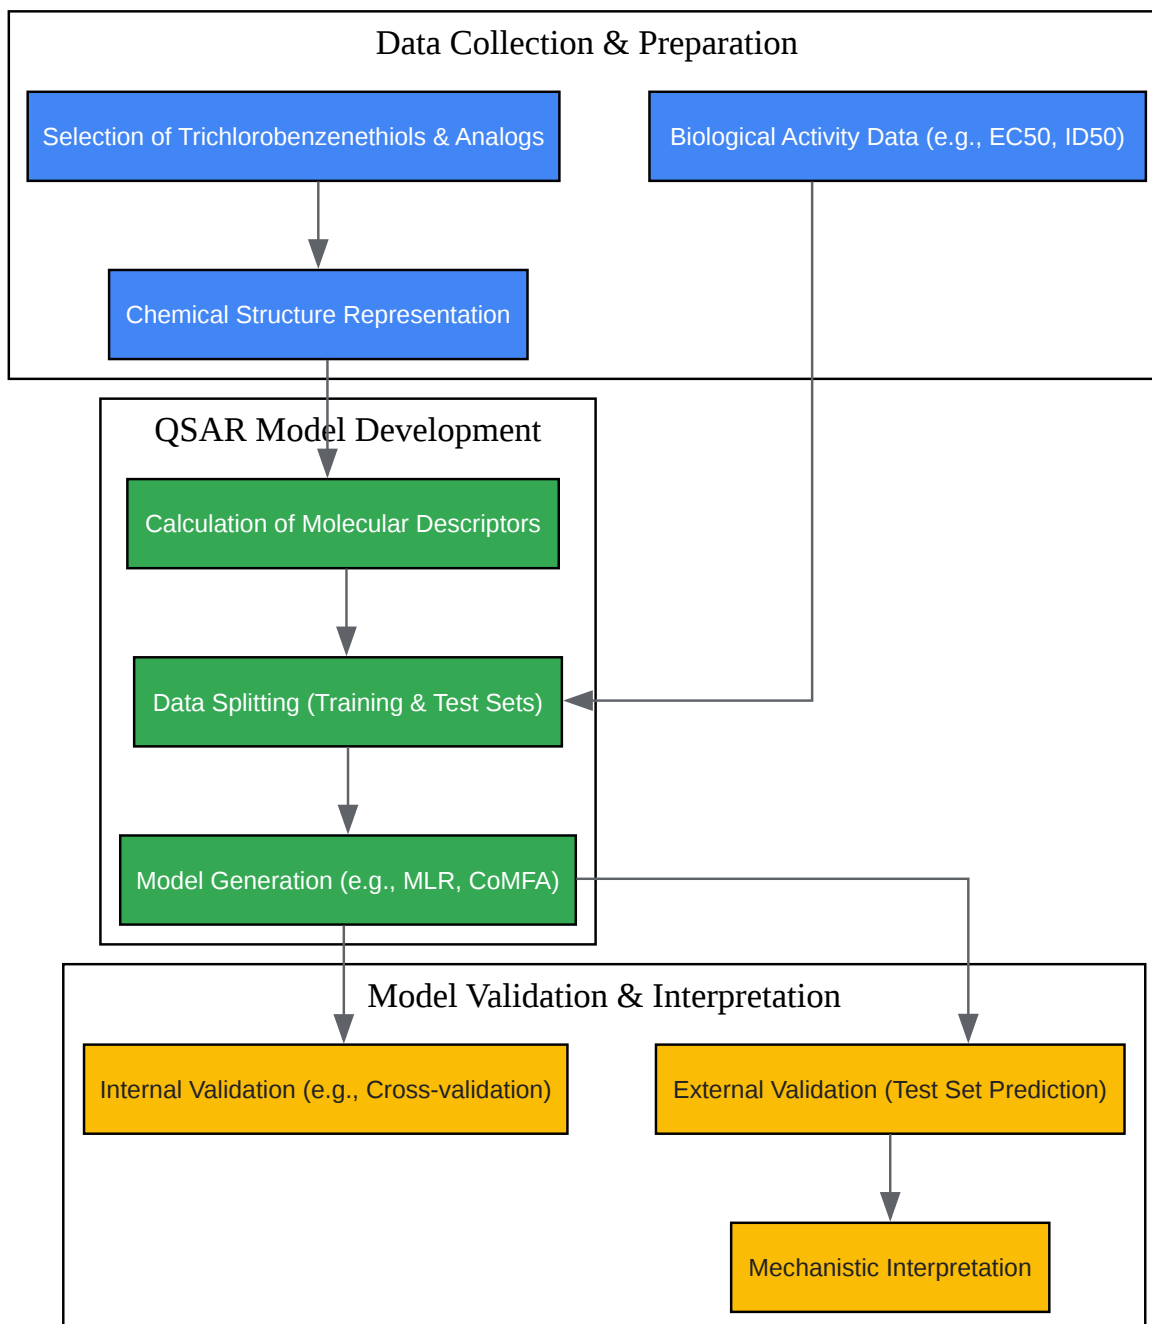 Data Collection & Preparation
Selection of Trichlorobenzenethiols & Analogs
Biological Activity Data (e.g., EC50, ID50)
Chemical Structure Representation
QSAR Model Development
Calculation of Molecular Descriptors
Data Splitting (Training & Test Sets)
Model Generation (e.g., MLR, CoMFA)
Model Validation & Interpretation
Internal Validation (e.g., Cross-validation)
External Validation (Test Set Prediction)
Mechanistic Interpretation